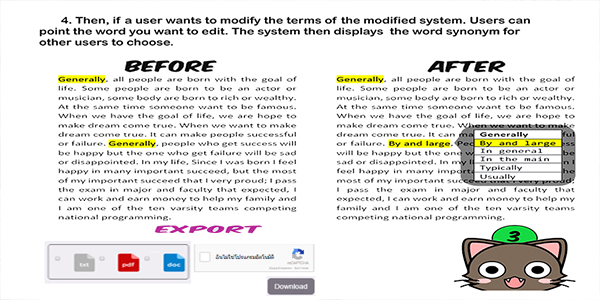 4. Then, if a user wants to modify the terms of the modified system. Users can
point the word you want to edit. The system then displays the word synonym for
other users to choose.
BEFORE
Generally, all people are born with the goal of
life. Some people are born to be an actor or
musician, some body are born to rich or wealthy.
At the same time someone want to be famous.
When we have the goal of life, we are hope to
make dream come true. When we want to make
dream come true. It can make people successful
or failure. Generally, people who get success will
be happy but the one who get failure will be sad
or disappointed. In my life, Since I was born I feel
happy in many important succeed, but the most
of my important succeed that I very proud; I pass
the exam in major and faculty that expected, I
can work and earn money to help my family and
I am one of the ten varsity teams competing
national programming.
AFTER
Generally, all people are born with the goal of
life. Some people are born to be an actor or
musician, some body are born to rich or wealthy.
At the same time someone want to be famous.
When we have the goal of life, we are hope to
make dream come true. When we want to make
dream come true. It can
or failure. By and large,
be happy but the one
sad or disappointed. In my
feel happy in many important
most of my important succeed that I very proud;
I pass the exam in major and faculty that
expected, I can work and earn money to help my
family and I am one of the ten varsity teams
competing national programming.
Generally
By and large
In general
In the main
Typically
Usually
EXPORT
txt
pdf
doc
ฉันไม่ใช่โปรแกรมอัตโนมัติ
reCAPTCHA
Download
3